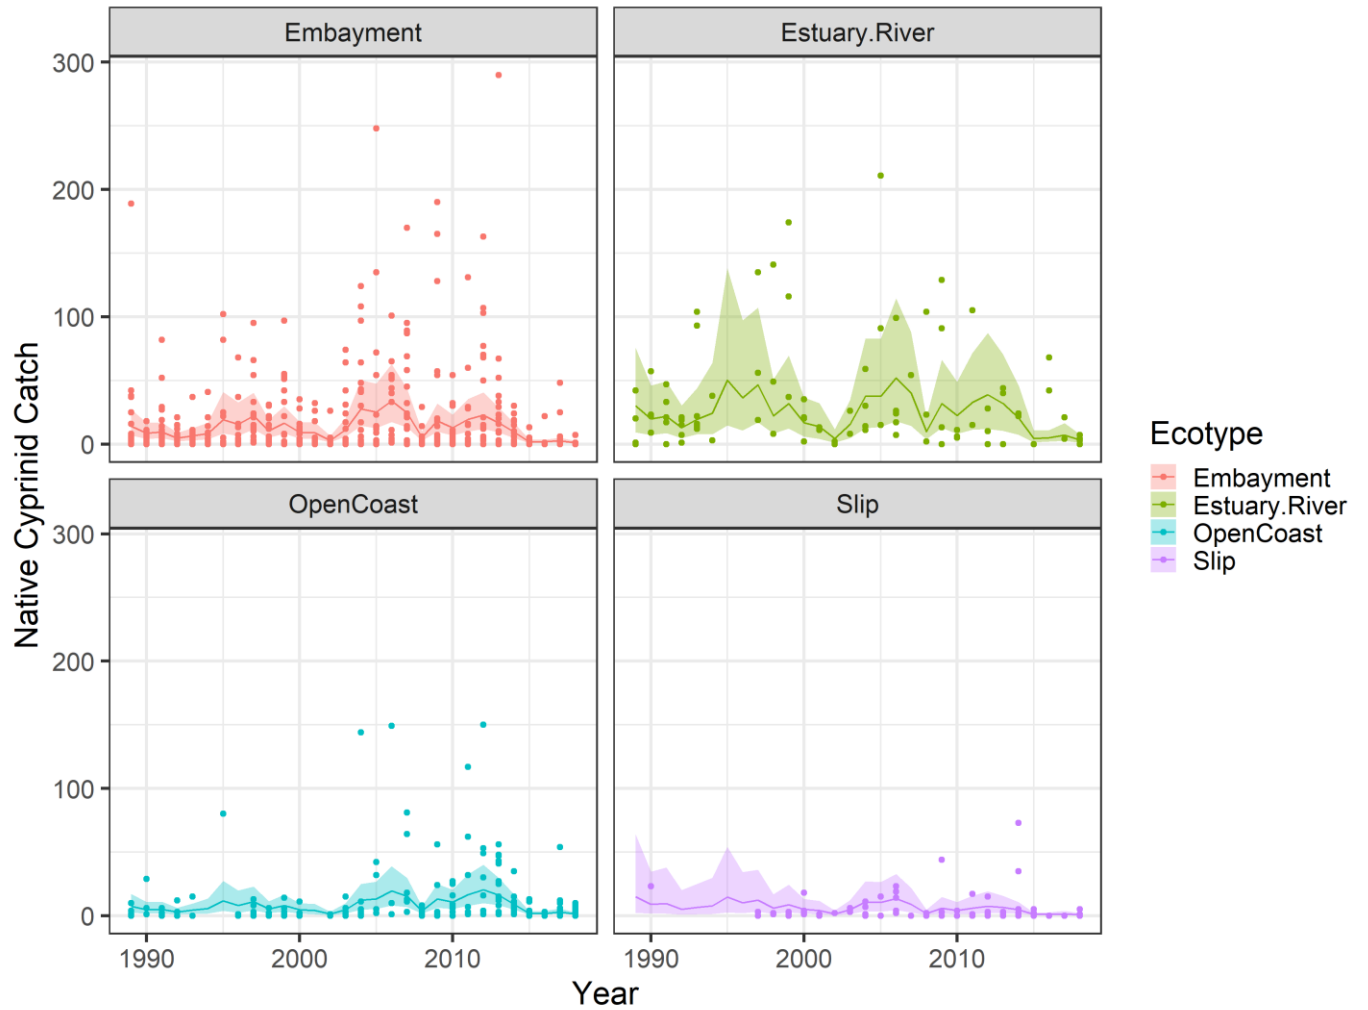 Embayment
Estuary.River
300
200
100
0
OpenCoast
Slip
300
200
100
0
1990
2000
2010
1990
2000
2010
Native Cyprinid Catch
Year
Ecotype
Embayment
Estuary.River
OpenCoast
Slip